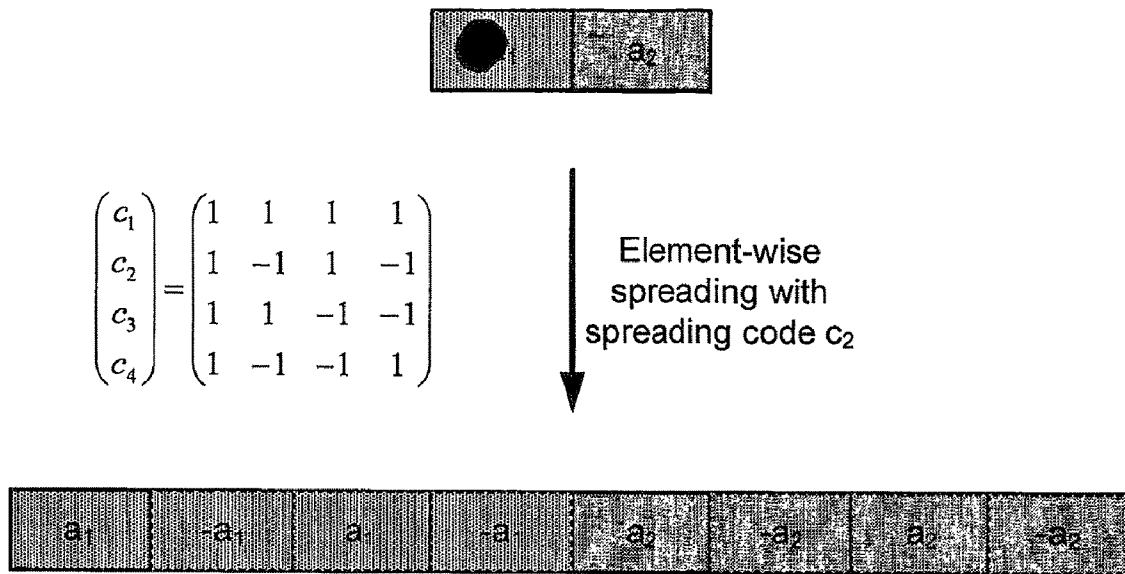 a₂
(c₁ c₂ c₃ c₄) = (1 1 1 1
1 -1 1 -1
1 1 -1 -1
1 -1 -1 1)
Element-wise
spreading with
spreading code c₂
a₁ -a₁ a -a a₂ -a₂ a₂ -a₂